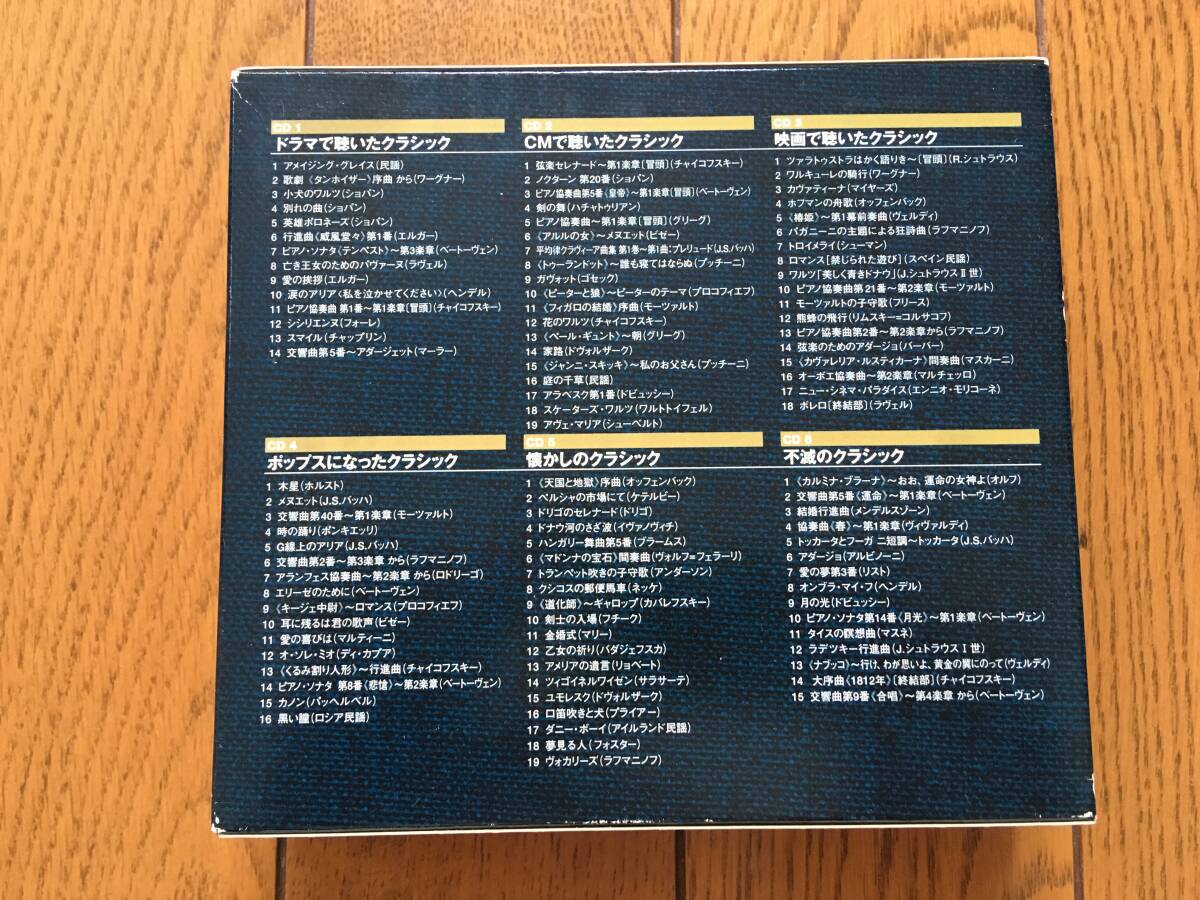 CD 1
ドラマで聴いたクラシック
1 アメイジング・グレイス(民謡)
2 歌劇《タンホイザー》序曲 から(ワーグナー)
3 小犬のワルツ(ショパン)
4 別れの曲(ショパン)
5 英雄ポロネーズ(ショパン)
6 行進曲《威風堂々》第1番(エルガー)
7 ピアノ・ソナタ《テンペスト》〜第3楽章(ベートーヴェン)
8 亡き王女のためのパヴァーヌ(ラヴェル)
9 愛の挨拶(エルガー)
10 涙のアリア《私を泣かせてください》(ヘンデル)
11 ピアノ協奏曲 第1番〜第1楽章〔冒頭〕(チャイコフスキー)
12 シシリエンヌ(フォーレ)
13 スマイル(チャップリン)
14 交響曲第5番〜アダージェット(マーラー)
CD 2
CMで聴いたクラシック
1 弦楽セレナード〜第1楽章〔冒頭〕(チャイコフスキー)
2 ノクターン 第20番(ショパン)
3 ピアノ協奏曲第5番《皇帝》〜第1楽章〔冒頭〕(ベートーヴェン)
4 剣の舞(ハチャトゥリアン)
5 ピアノ協奏曲〜第1楽章〔冒頭〕(グリーグ)
6 《アルルの女》〜メヌエット(ビゼー)
7 平均律クラヴィーア曲集 第1巻〜第1曲:プレリュード(J.S.バッハ)
8 《トゥーランドット》〜誰も寝てはならぬ(プッチーニ)
9 ガヴォット(ゴセック)
10 《ピーターと狼》〜ピーターのテーマ(プロコフィエフ)
11 《フィガロの結婚》序曲(モーツァルト)
12 花のワルツ(チャイコフスキー)
13 《ペール・ギュント》〜朝(グリーグ)
14 家路(ドヴォルザーク)
15 《ジャンニ・スキッキ》〜私のお父さん(プッチーニ)
16 庭の千草(民謡)
17 アラベスク第1番(ドビュッシー)
18 スケーターズ・ワルツ(ワルトトイフェル)
19 アヴェ・マリア(シューベルト)
CD 3
映画で聴いたクラシック
1 ツァラトゥストラはかく語りき〜〔冒頭〕(R.シュトラウス)
2 ワルキューレの騎行(ワーグナー)
3 カヴァティーナ(マイヤーズ)
4 ホフマンの舟歌(オッフェンバック)
5 《椿姫》〜第1幕前奏曲(ヴェルディ)
6 パガニーニの主題による狂詩曲(ラフマニノフ)
7 トロイメライ(シューマン)
8 ロマンス[禁じられた遊び](スペイン民謡)
9 ワルツ「美しく青きドナウ」(J.シュトラウスⅡ世)
10 ピアノ協奏曲第21番〜第2楽章(モーツァルト)
11 モーツァルトの子守歌(フリース)
12 熊蜂の飛行(リムスキー=コルサコフ)
13 ピアノ協奏曲第2番〜第2楽章から(ラフマニノフ)
14 弦楽のためのアダージョ(バーバー)
15 《カヴァレリア・ルスティカーナ》間奏曲(マスカーニ)
16 オーボエ協奏曲〜第2楽章(マルチェッロ)
17 ニュー・シネマ・パラダイス(エンニオ・モリコーネ)
18 ボレロ〔終結部〕(ラヴェル)
CD 4
ポップスになったクラシック
1 木星(ホルスト)
2 メヌエット(J.S.バッハ)
3 交響曲第40番〜第1楽章(モーツァルト)
4 時の踊り(ポンキエッリ)
5 G線上のアリア(J.S.バッハ)
6 交響曲第2番〜第3楽章 から(ラフマニノフ)
7 アランフェス協奏曲〜第2楽章 から(ロドリーゴ)
8 エリーゼのために(ベートーヴェン)
9 《キージェ中尉》〜ロマンス(プロコフィエフ)
10 耳に残るは君の歌声(ビゼー)
11 愛の喜びは(マルティーニ)
12 オ・ソレ・ミオ(ディ・カプア)
13 《くるみ割り人形》〜行進曲(チャイコフスキー)
14 ピアノ・ソナタ 第8番《悲愴》〜第2楽章(ベートーヴェン)
15 カノン(パッヘルベル)
16 黒い瞳(ロシア民謡)
CD 5
懐かしのクラシック
1 《天国と地獄》序曲(オッフェンバック)
2 ペルシャの市場にて(ケテルビー)
3 ドリゴのセレナード(ドリゴ)
4 ドナウ河のさざ波(イヴァノヴィチ)
5 ハンガリー舞曲第5番(ブラームス)
6 《マドンナの宝石》間奏曲(ヴォルフ=フェラーリ)
7 トランペット吹きの子守歌(アンダーソン)
8 クシコスの郵便馬車(ネッケ)
9 《道化師》〜ギャロップ(カバレフスキー)
10 剣士の入場(フチーク)
11 金婚式(マリー)
12 乙女の祈り(バダジェフスカ)
13 アメリアの遺言(リョベート)
14 ツィゴイネルワイゼン(サラサーテ)
15 ユモレスク(ドヴォルザーク)
16 口笛吹きと犬(プライアー)
17 ダニー・ボーイ(アイルランド民謡)
18 夢見る人(フォスター)
19 ヴォカリーズ(ラフマニノフ)
CD 6
不滅のクラシック
1 《カルミナ・ブラーナ》〜おお、運命の女神よ(オルフ)
2 交響曲第5番《運命》〜第1楽章(ベートーヴェン)
3 結婚行進曲(メンデルスゾーン)
4 協奏曲《春》〜第1楽章(ヴィヴァルディ)
5 トッカータとフーガ ニ短調〜トッカータ(J.S.バッハ)
6 アダージョ(アルビノーニ)
7 愛の夢第3番(リスト)
8 オンブラ・マイ・フ(ヘンデル)
9 月の光(ドビュッシー)
10 ピアノ・ソナタ第14番《月光》〜第1楽章(ベートーヴェン)
11 タイスの瞑想曲(マスネ)
12 ラデツキー行進曲(J.シュトラウスⅠ世)
13 《ナブッコ》〜行け、わが思いよ、黄金の翼にのって(ヴェルディ)
14 大序曲《1812年》〔終結部〕(チャイコフスキー)
15 交響曲第9番《合唱》〜第4楽章 から(ベートーヴェン)